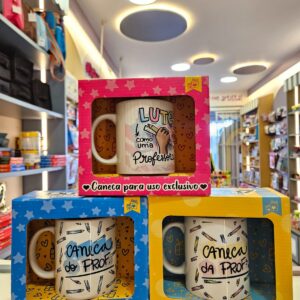 LUTE
como
uma
Professora
Caneca para uso exclusivo
CANECA
do PROF.
CANECA
DA PROF.